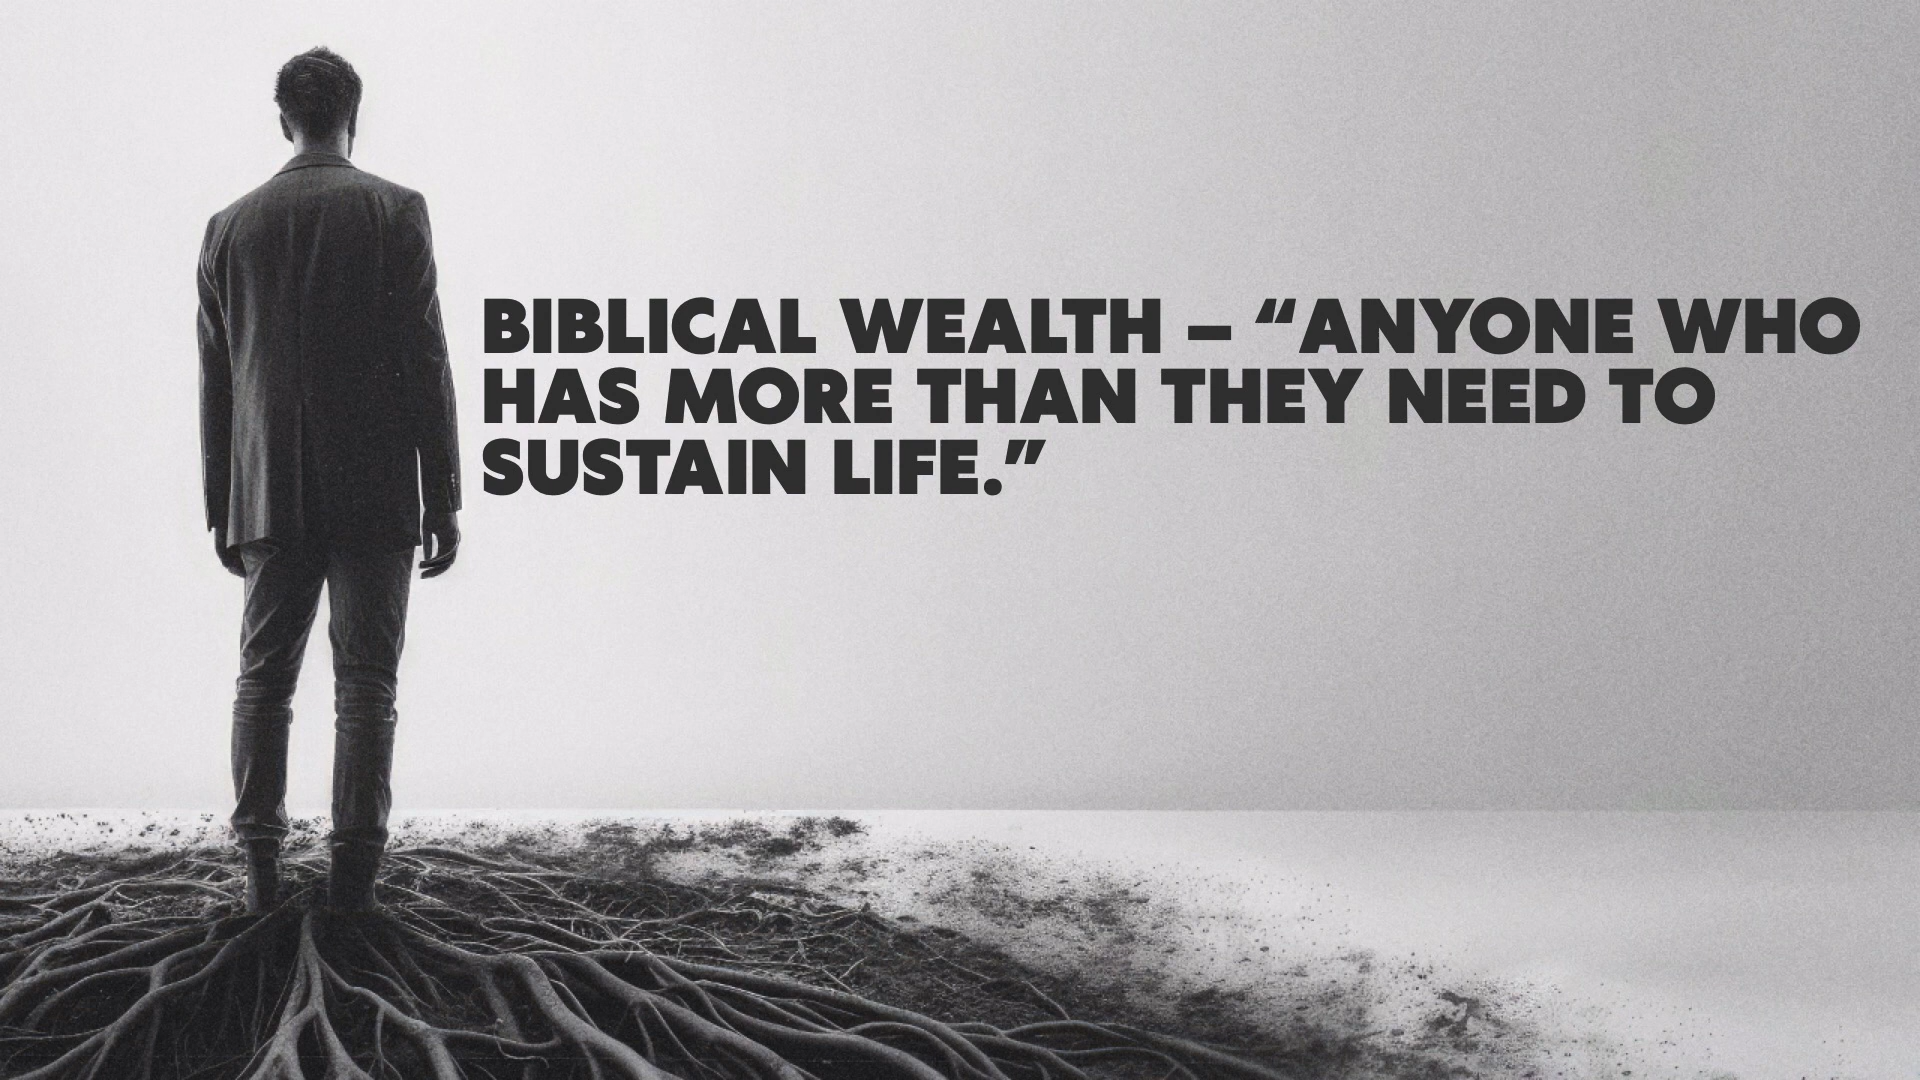 BIBLICAL WEALTH – “ANYONE WHO
HAS MORE THAN THEY NEED TO
SUSTAIN LIFE.”